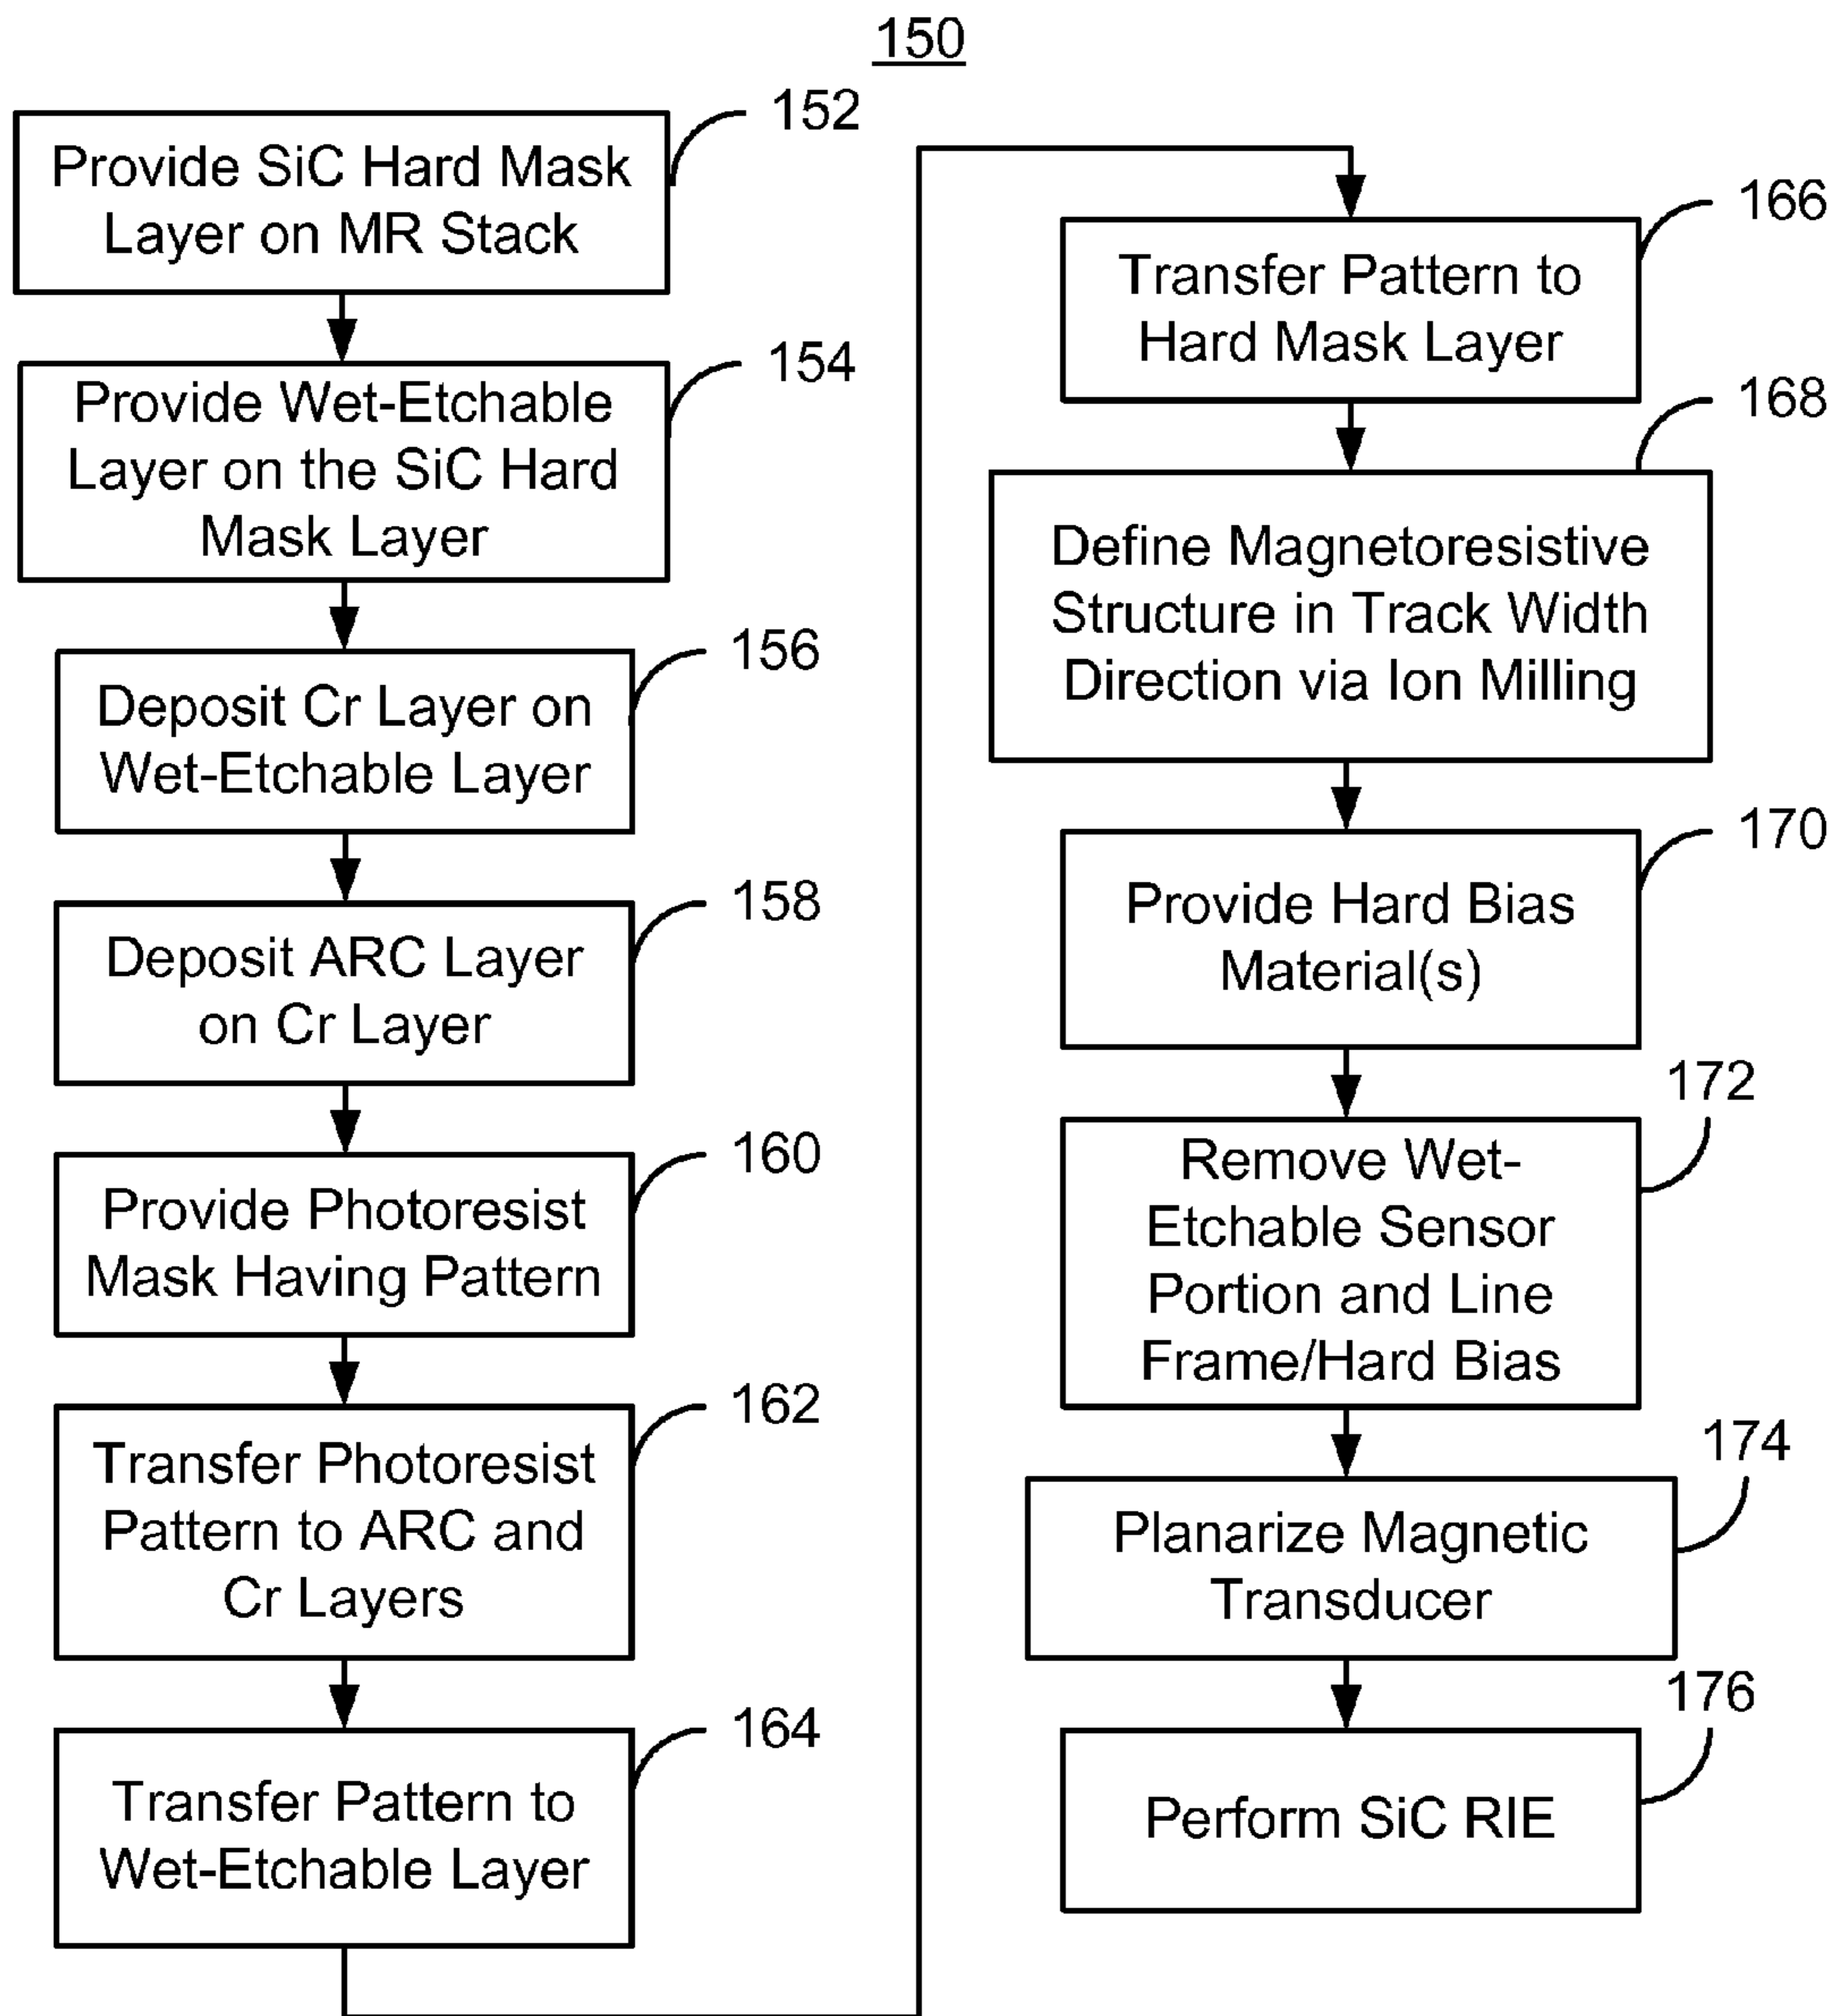 150
152
Provide SiC Hard Mask
Layer on MR Stack
154
Provide Wet-Etchable
Layer on the SiC Hard
Mask Layer
156
Deposit Cr Layer on
Wet-Etchable Layer
158
Deposit ARC Layer
on Cr Layer
160
Provide Photoresist
Mask Having Pattern
162
Transfer Photoresist
Pattern to ARC and
Cr Layers
164
Transfer Pattern to
Wet-Etchable Layer
166
Transfer Pattern to
Hard Mask Layer
168
Define Magnetoresistive
Structure in Track Width
Direction via Ion Milling
170
Provide Hard Bias
Material(s)
172
Remove Wet-
Etchable Sensor
Portion and Line
Frame/Hard Bias
174
Planarize Magnetic
Transducer
176
Perform SiC RIE